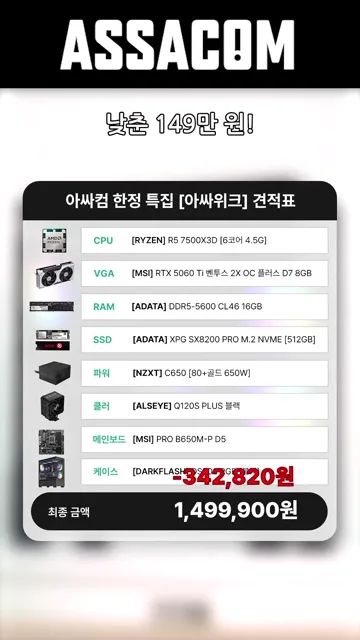 ASSACOM
낮춘 149만 원!
아싸컴 한정 특집 [아싸위크] 견적표
CPU [RYZEN] R5 7500X3D [6코어 4.5G]
VGA [MSI] RTX 5060 Ti 벤투스 2X OC 플러스 D7 8GB
RAM [ADATA] DDR5-5600 CL46 16GB
SSD [ADATA] XPG SX8200 PRO M.2 NVME [512GB]
파워 [NZXT] C650 [80+골드 650W]
쿨러 [ALSEYE] Q120S PLUS 블랙
메인보드 [MSI] PRO B650M-P D5
케이스 [DARKFLASH]
-342,820원
최종 금액 1,499,900원